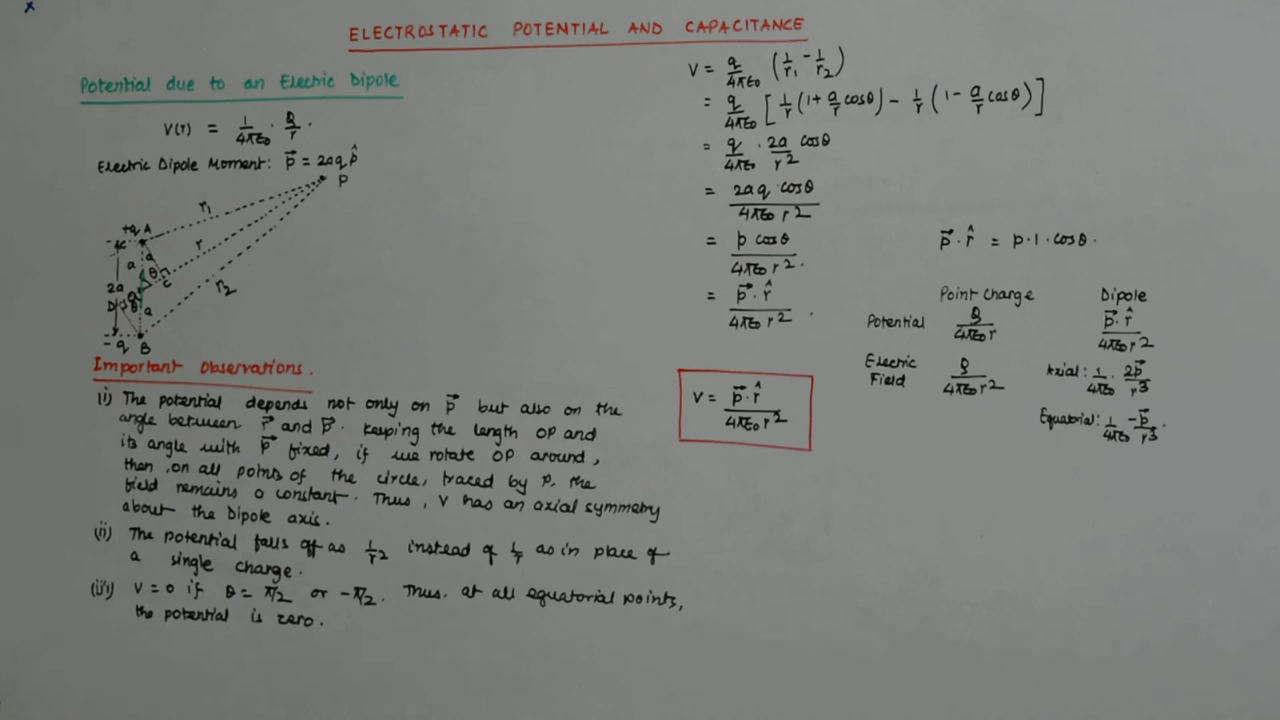 x
ELECTROSTATIC POTENTIAL AND CAPACITANCE
Potential due to an Electric Dipole
V(r) = 1/4πε0 · Q/r .
Electric Dipole Moment: p⃗ = 2aq p̂
P
r1
+q A
r
a
a
θ
C
2a
r2
D
O
θ
a
-q B
Important Observations.
(i) The potential depends not only on p⃗ but also on the
angle between r⃗ and p⃗. Keeping the length OP and
its angle with p⃗ fixed, if we rotate OP around,
then, on all points of the circle, traced by P, the
field remains a constant. Thus, V has an axial symmetry
about the Dipole axis.
(ii) The potential falls off as 1/r2 instead of 1/r as in place of
a single charge.
(iii) V=0 if θ = π/2 or -π/2. Thus. at all equatorial points,
the potential is zero.
V = q/4πε0 (1/r1 - 1/r2)
= q/4πε0 [1/r (1 + a/r cosθ) - 1/r (1 - a/r cosθ)]
= q/4πε0 · 2a/r2 cosθ
= 2aq cosθ / 4πε0 r2
= p cosθ / 4πε0 r2 .
= p⃗ · r̂ / 4πε0 r2 .
V = p⃗ · r̂ / 4πε0 r2
p⃗ · r̂ = p·1·cosθ.
Point Charge Dipole
Potential Q/4πε0r p⃗ · r̂ / 4πε0 r2
Electric Field Q/4πε0r2 Axial: 1/4πε0 · 2p⃗/r3
Equatorial: 1/4πε0 -p⃗/r3 .